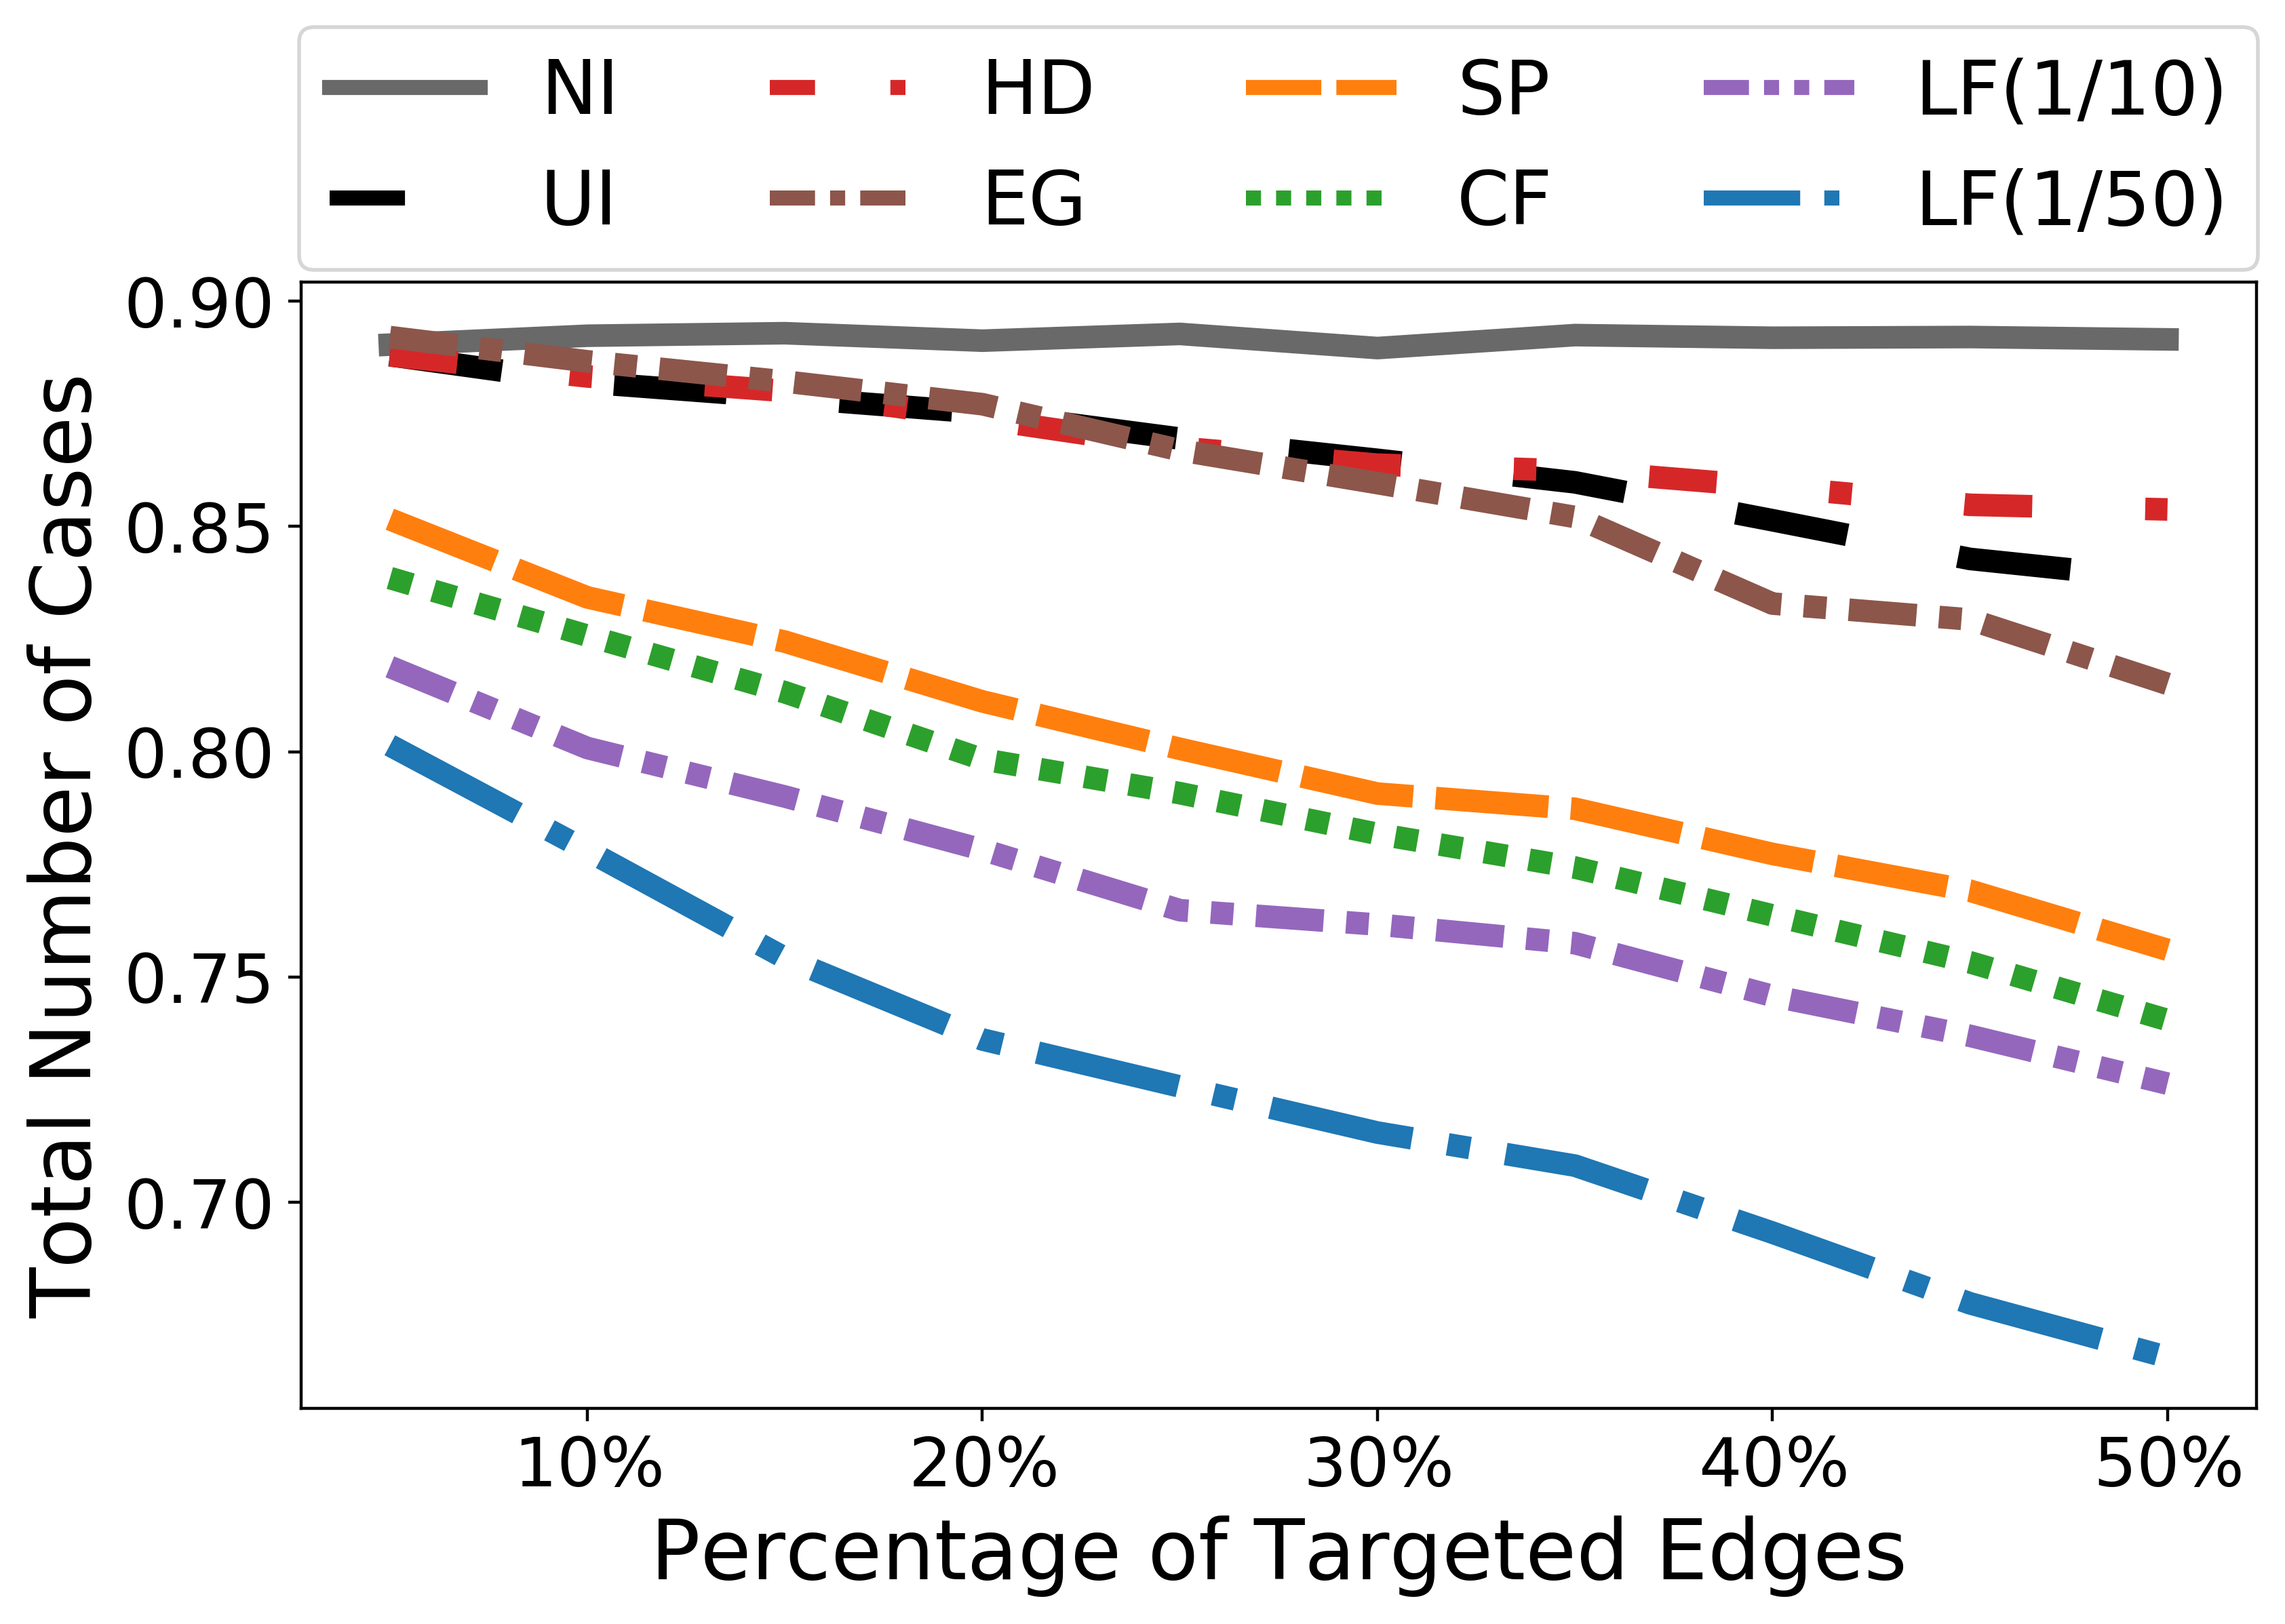 NI HD SP LF(1/10)
UI EG CF LF(1/50)
0.90
0.85
0.80
0.75
0.70
Total Number of Cases
10% 20% 30% 40% 50%
Percentage of Targeted Edges